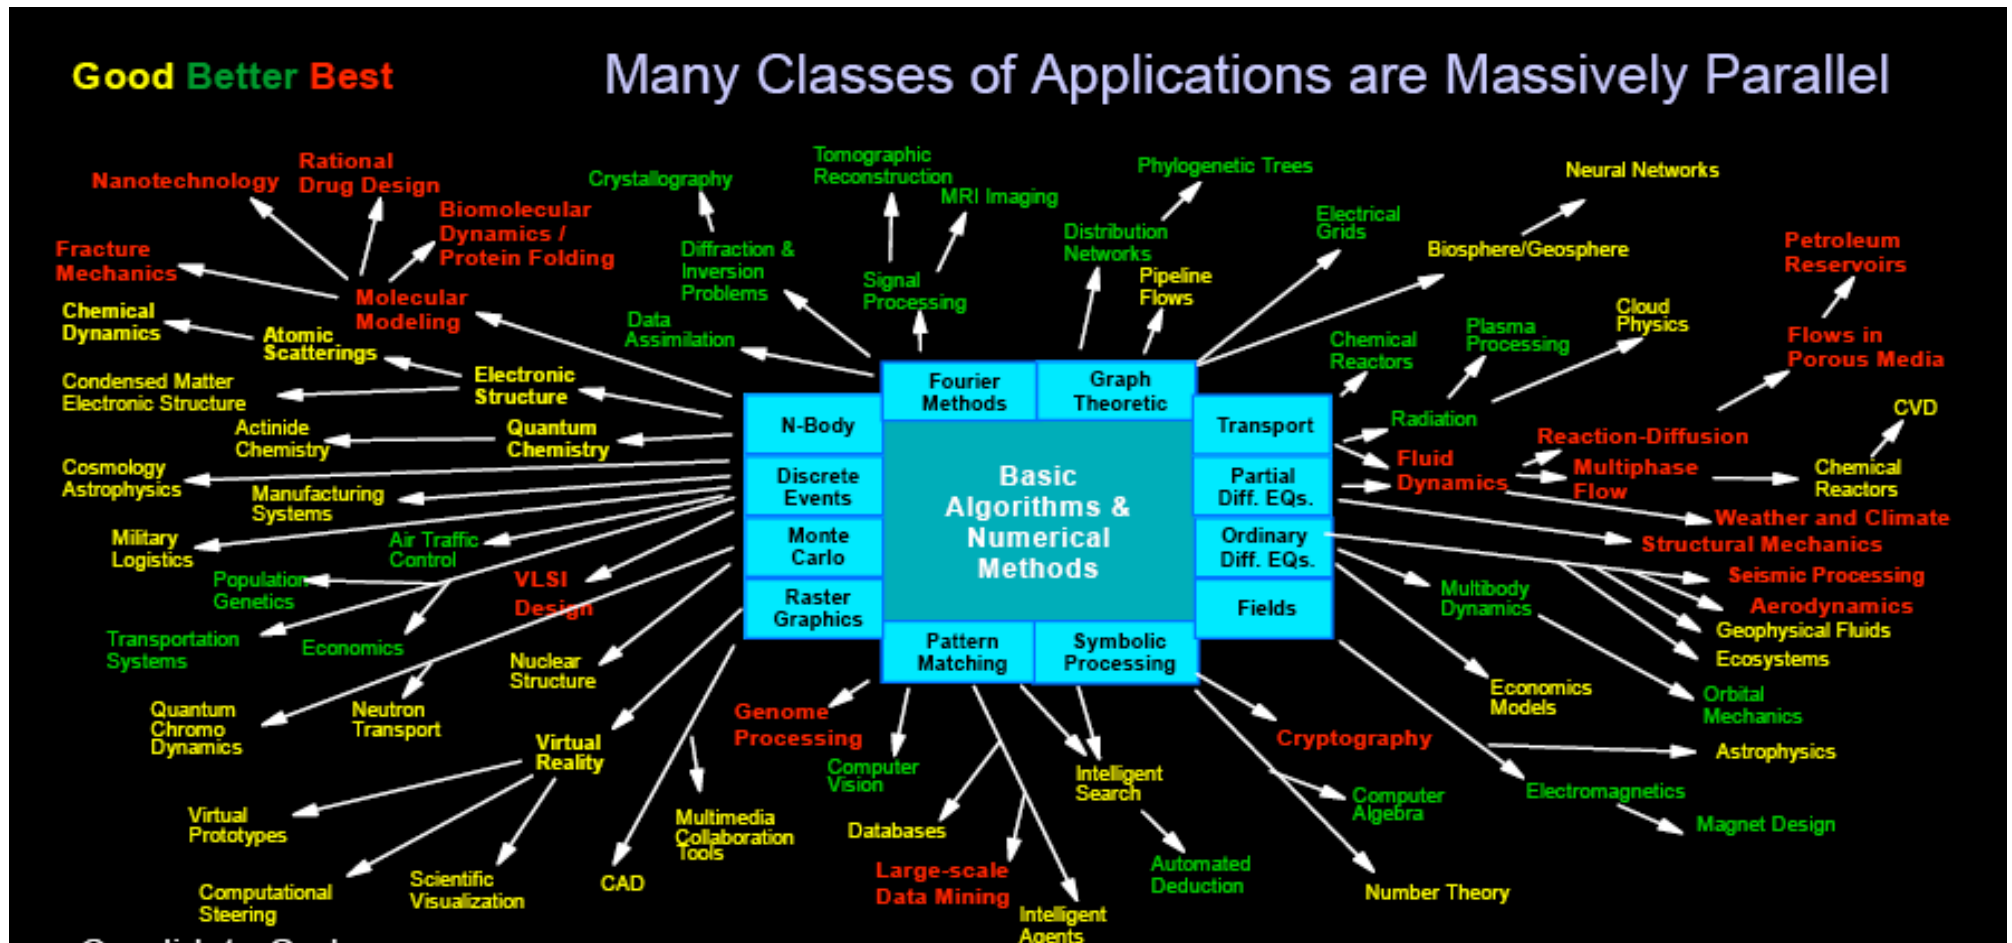 Good Better Best
Many Classes of Applications are Massively Parallel
Nanotechnology
Rational
Drug Design
Biomolecular
Dynamics /
Protein Folding
Fracture
Mechanics
Molecular
Modeling
Chemical
Dynamics
Atomic
Scatterings
Condensed Matter
Electronic Structure
Electronic
Structure
Actinide
Chemistry
Quantum
Chemistry
Cosmology
Astrophysics
Manufacturing
Systems
Military
Logistics
Air Traffic
Control
Population
Genetics
VLSI
Design
Transportation
Systems
Economics
Nuclear
Structure
Quantum
Chromo
Dynamics
Neutron
Transport
Virtual
Reality
Virtual
Prototypes
Computational
Steering
Scientific
Visualization
CAD
Multimedia
Collaboration
Tools
Crystallography
Diffraction &
Inversion
Problems
Data
Assimilation
Tomographic
Reconstruction
MRI Imaging
Signal
Processing
Phylogenetic Trees
Distribution
Networks
Pipeline
Flows
Electrical
Grids
Neural Networks
Biosphere/Geosphere
Fourier
Methods
Graph
Theoretic
N-Body
Discrete
Events
Monte
Carlo
Raster
Graphics
Basic
Algorithms &
Numerical
Methods
Transport
Partial
Diff. EQs.
Ordinary
Diff. EQs.
Fields
Pattern
Matching
Symbolic
Processing
Chemical
Reactors
Plasma
Processing
Cloud
Physics
Radiation
Petroleum
Reservoirs
Flows in
Porous Media
CVD
Fluid
Dynamics
Reaction-Diffusion
Multiphase
Flow
Chemical
Reactors
Weather and Climate
Structural Mechanics
Seismic Processing
Aerodynamics
Geophysical Fluids
Ecosystems
Multibody
Dynamics
Orbital
Mechanics
Economics
Models
Astrophysics
Electromagnetics
Magnet Design
Genome
Processing
Computer
Vision
Databases
Large-scale
Data Mining
Intelligent
Agents
Intelligent
Search
Automated
Deduction
Cryptography
Computer
Algebra
Number Theory